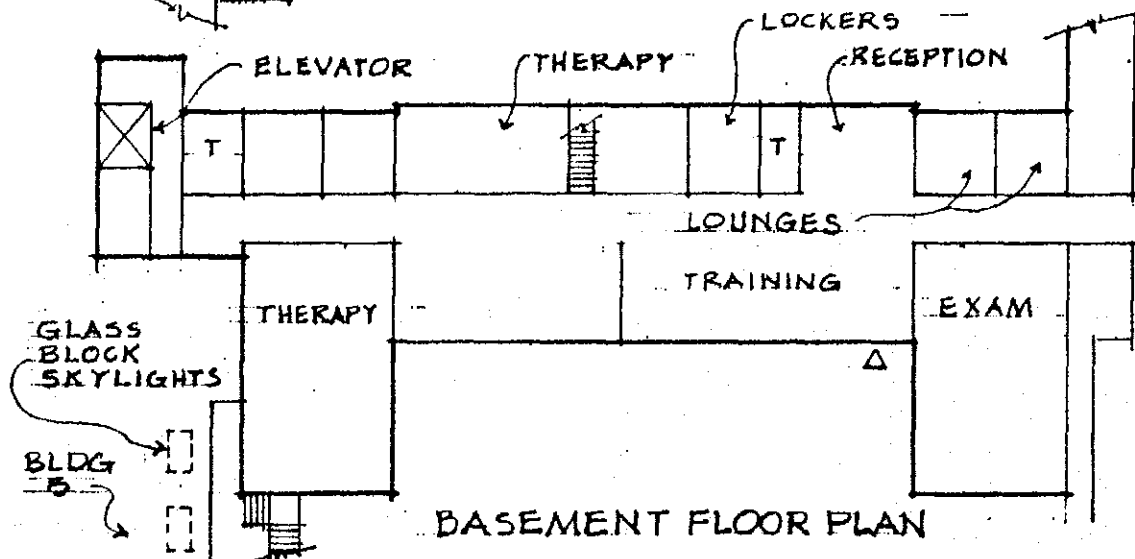 LOCKERS
ELEVATOR
THERAPY
RECEPTION
T
T
LOUNGES
TRAINING
THERAPY
EXAM
GLASS
BLOCK
SKYLIGHTS
BLDG
5
BASEMENT FLOOR PLAN